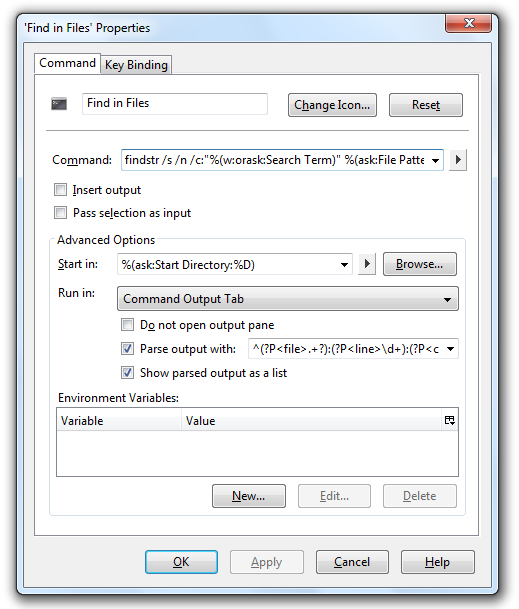 'Find in Files' Properties
Command Key Binding
Find in Files Change Icon... Reset
Command: findstr /s /n /c:"%(w:orask:Search Term)" %(ask:File Patte
Insert output
Pass selection as input
Advanced Options
Start in: %(ask:Start Directory:%D) Browse...
Run in: Command Output Tab
Do not open output pane
Parse output with: ^(?P<file>.+?):(?P<line>\d+):(?P<c
Show parsed output as a list
Environment Variables:
Variable Value
New... Edit... Delete
OK Apply Cancel Help